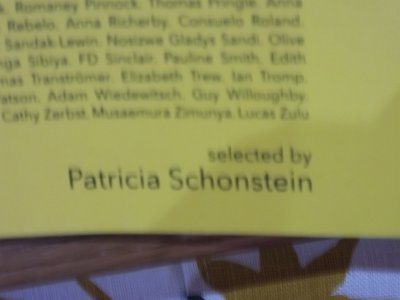 Romaney Pinnock, Thomas Pringle, Anna
Rebelo, Anna Richerby, Consuelo Roland,
Sandak-Lewin, Nosizwe Gladys Sandi, Olive
Sibiya, FD Sinclair, Pauline Smith, Edith
Tranströmer, Elizabeth Trew, Ian Tromp,
Adam Wiedewitsch, Guy Willoughby,
Cathy Zerbst, Musaemura Zimunya, Lucas Zulu
selected by
Patricia Schonstein